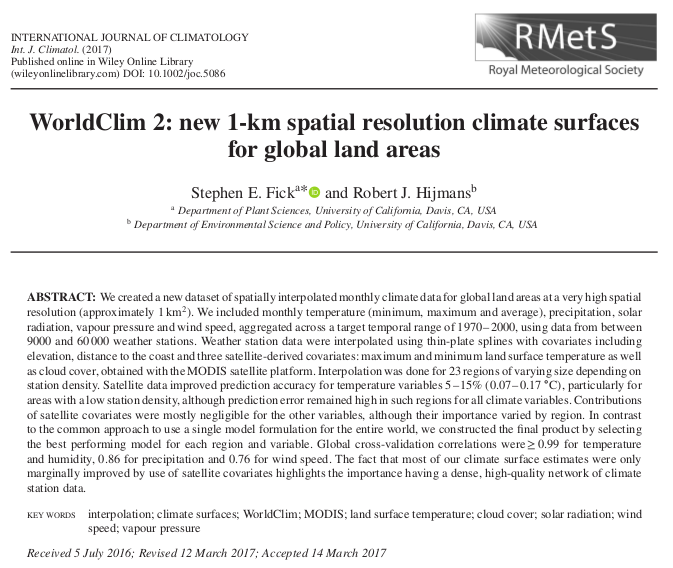 INTERNATIONAL JOURNAL OF CLIMATOLOGY
Int. J. Climatol. (2017)
Published online in Wiley Online Library
(wileyonlinelibrary.com) DOI: 10.1002/joc.5086
RMetS
Royal Meteorological Society
WorldClim 2: new 1-km spatial resolution climate surfaces
for global land areas
Stephen E. Fickᵃ* iD and Robert J. Hijmansᵇ
ᵃ Department of Plant Sciences, University of California, Davis, CA, USA
ᵇ Department of Environmental Science and Policy, University of California, Davis, CA, USA
ABSTRACT: We created a new dataset of spatially interpolated monthly climate data for global land areas at a very high spatial
resolution (approximately 1 km²). We included monthly temperature (minimum, maximum and average), precipitation, solar
radiation, vapour pressure and wind speed, aggregated across a target temporal range of 1970–2000, using data from between
9000 and 60 000 weather stations. Weather station data were interpolated using thin-plate splines with covariates including
elevation, distance to the coast and three satellite-derived covariates: maximum and minimum land surface temperature as well
as cloud cover, obtained with the MODIS satellite platform. Interpolation was done for 23 regions of varying size depending on
station density. Satellite data improved prediction accuracy for temperature variables 5–15% (0.07–0.17 °C), particularly for
areas with a low station density, although prediction error remained high in such regions for all climate variables. Contributions
of satellite covariates were mostly negligible for the other variables, although their importance varied by region. In contrast
to the common approach to use a single model formulation for the entire world, we constructed the final product by selecting
the best performing model for each region and variable. Global cross-validation correlations were ≥ 0.99 for temperature
and humidity, 0.86 for precipitation and 0.76 for wind speed. The fact that most of our climate surface estimates were only
marginally improved by use of satellite covariates highlights the importance having a dense, high-quality network of climate
station data.
KEY WORDS interpolation; climate surfaces; WorldClim; MODIS; land surface temperature; cloud cover; solar radiation; wind
speed; vapour pressure
Received 5 July 2016; Revised 12 March 2017; Accepted 14 March 2017